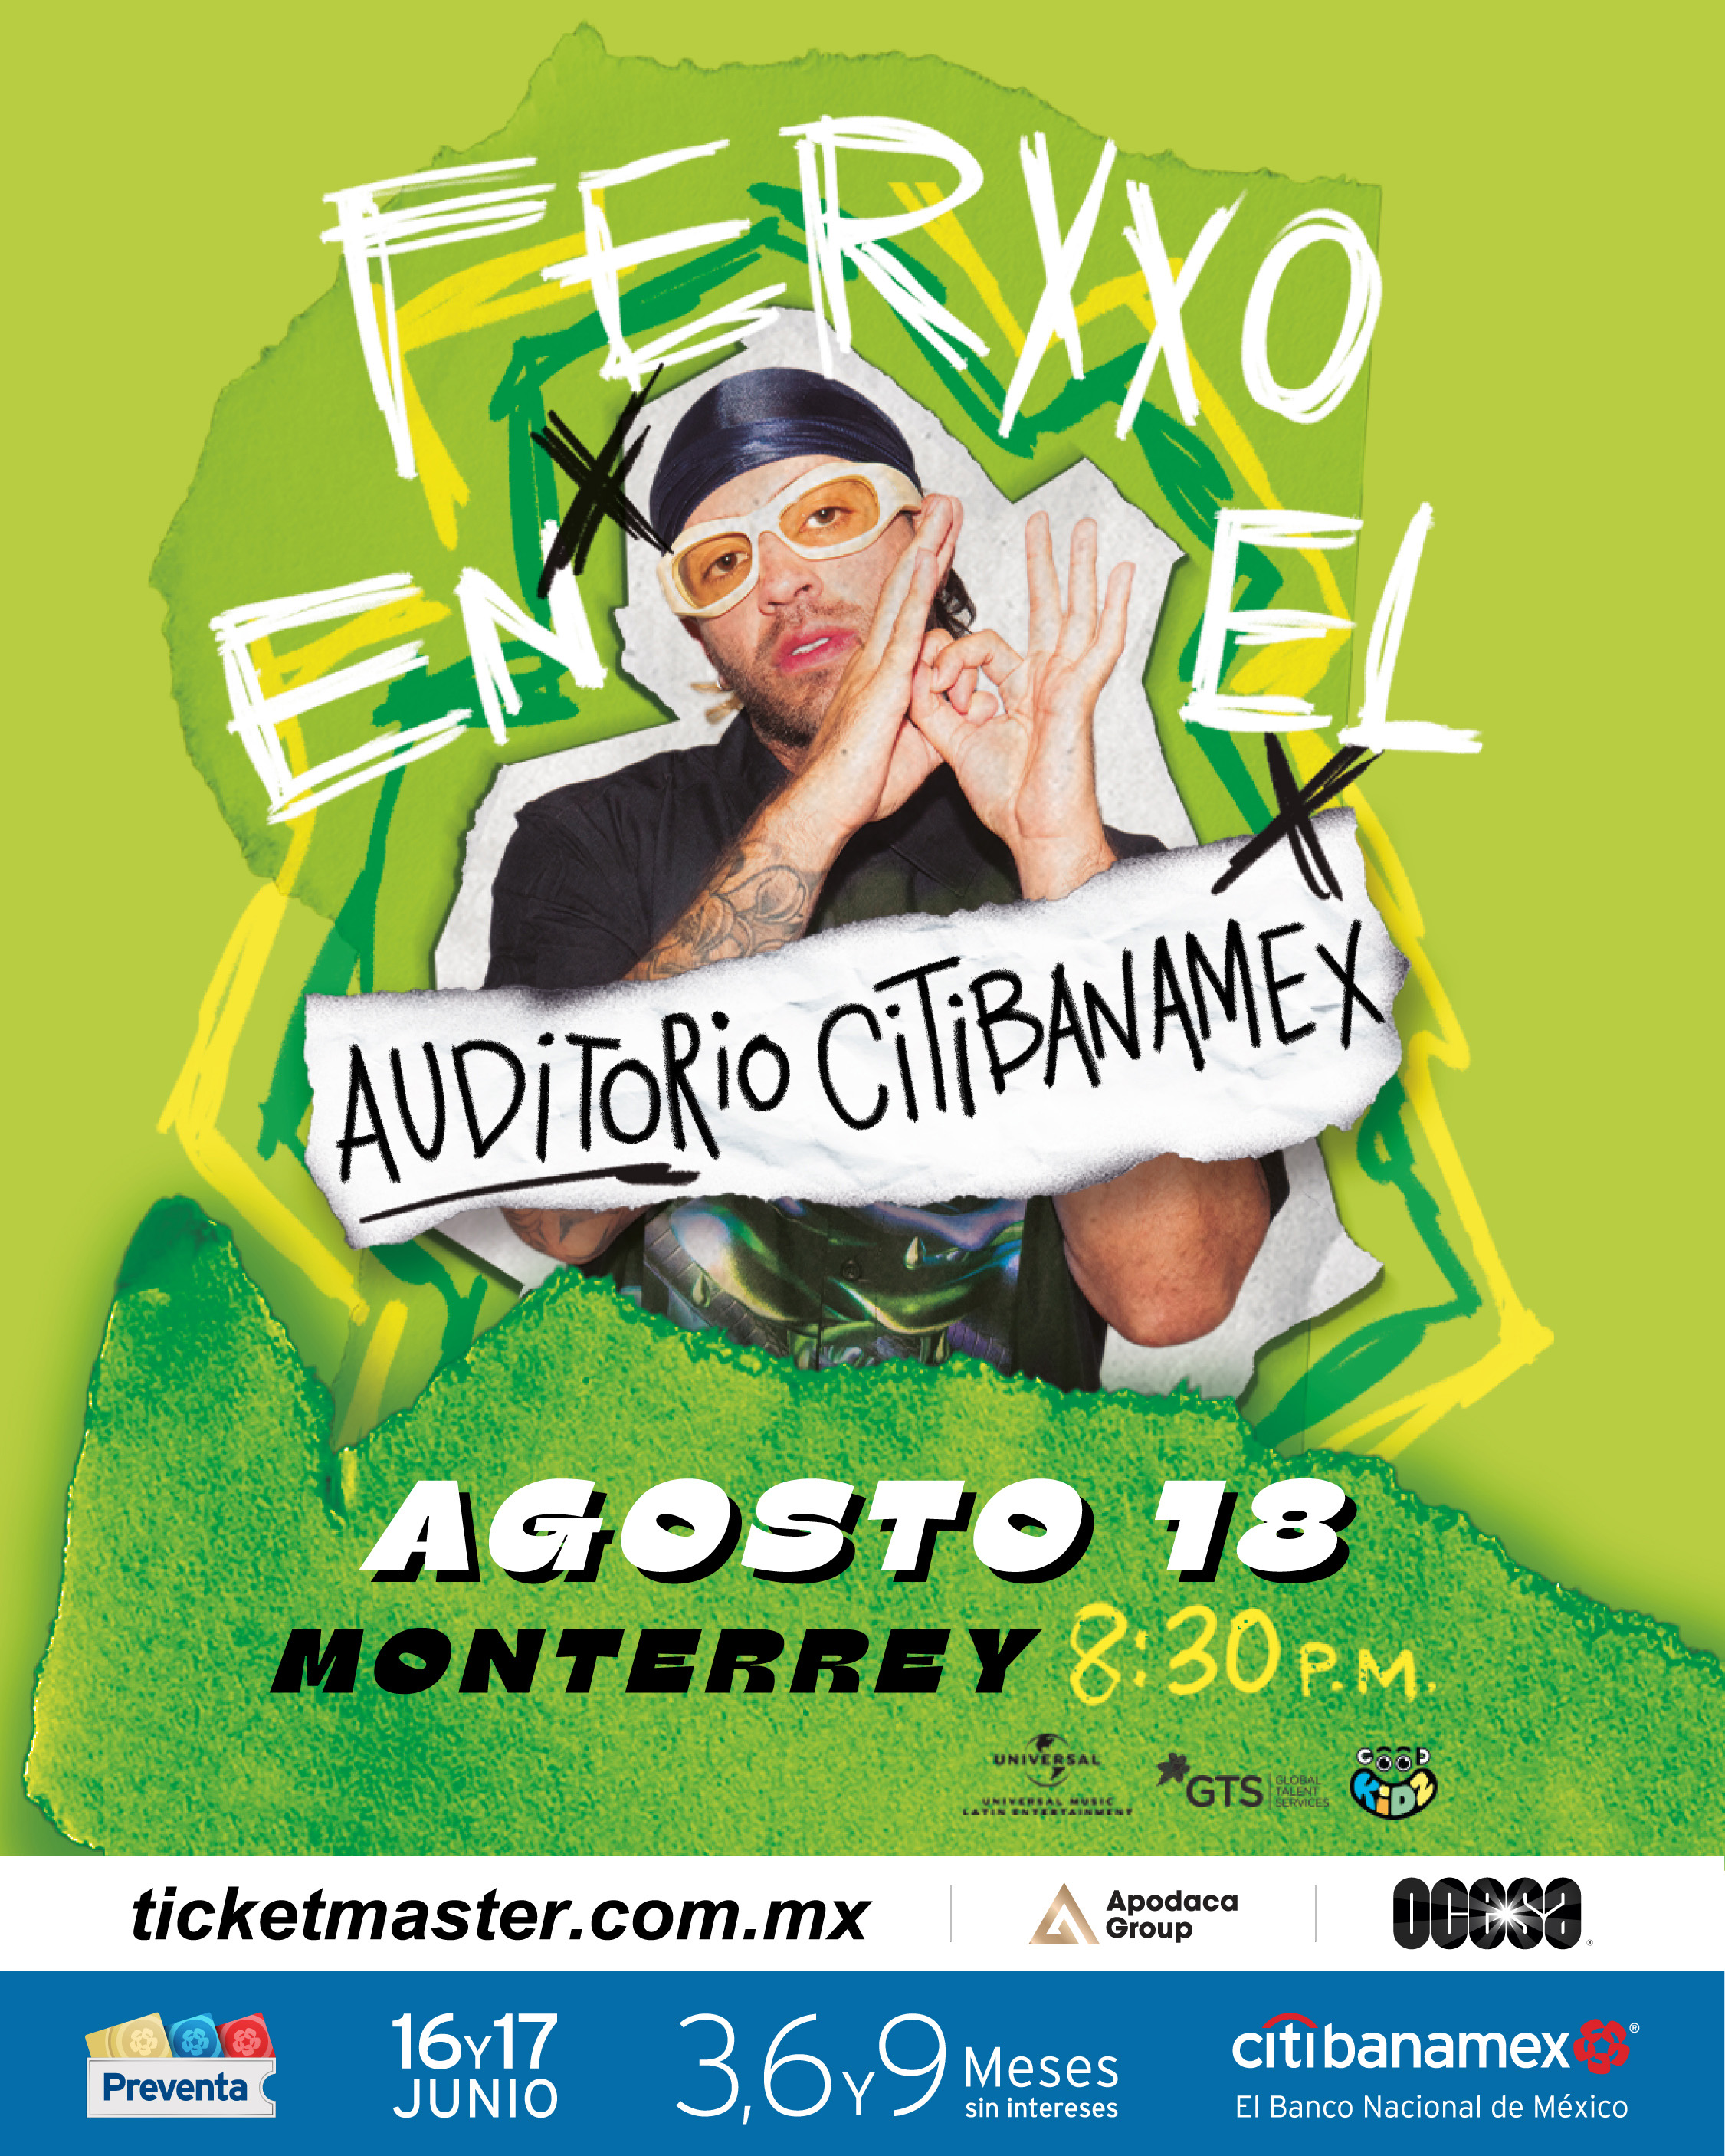 FERXXO
EN EL
AUDiTORiO CiTiBANAMEX
AGOSTO 18
MONTERREY 8:30 P.M.
UNIVERSAL
UNIVERSAL MUSIC
LATIN ENTERTAINMENT
GTS GLOBAL
TALENT
SERVICES
GOOD
KiDZ
ticketmaster.com.mx
Apodaca
Group
OCESA
Preventa
16 Y 17
JUNIO
3, 6 Y 9 Meses
sin intereses
citibanamex®
El Banco Nacional de México